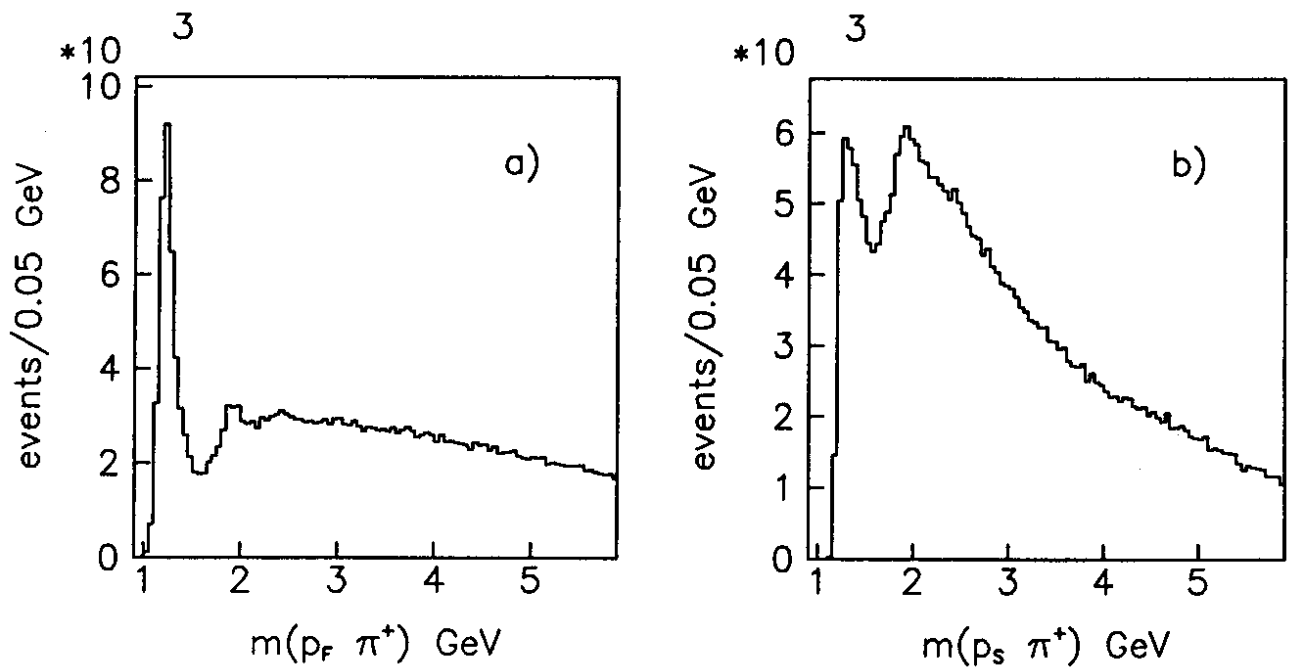 *10 3
10
8
6
4
2
0
events/0.05 GeV
a)
1 2 3 4 5
m(p_F π⁺) GeV
*10 3
6
5
4
3
2
1
0
events/0.05 GeV
b)
1 2 3 4 5
m(p_S π⁺) GeV